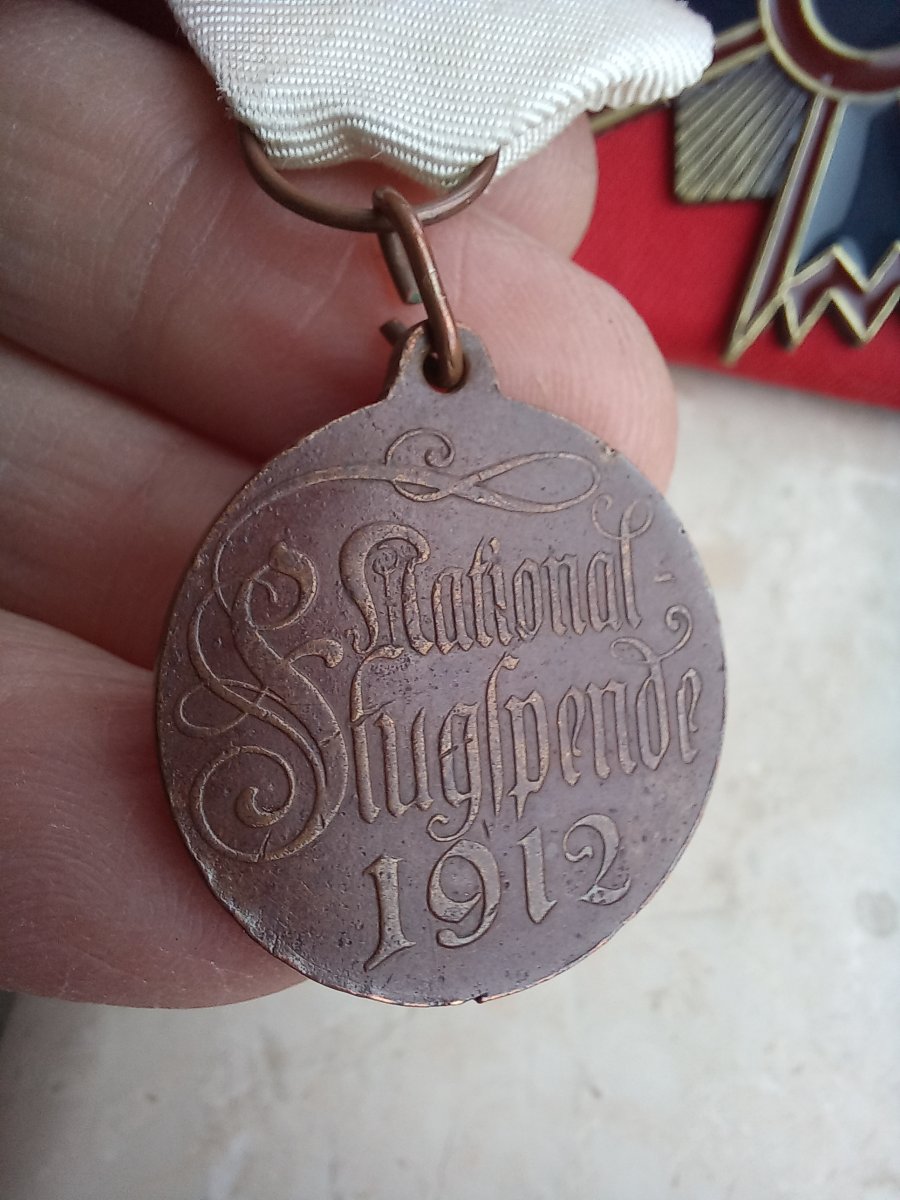 National-
Flugspende
1912